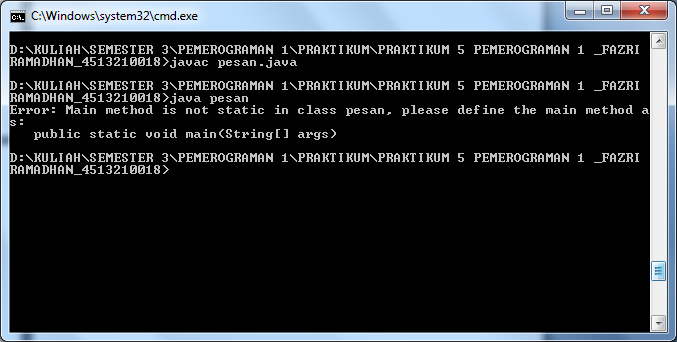 C:\Windows\system32\cmd.exe
D:\KULIAH\SEMESTER 3\PEMEROGRAMAN 1\PRAKTIKUM\PRAKTIKUM 5 PEMEROGRAMAN 1 _FAZRI
RAMADHAN_4513210018>javac pesan.java
D:\KULIAH\SEMESTER 3\PEMEROGRAMAN 1\PRAKTIKUM\PRAKTIKUM 5 PEMEROGRAMAN 1 _FAZRI
RAMADHAN_4513210018>java pesan
Error: Main method is not static in class pesan, please define the main method a
s:
public static void main(String[] args)
D:\KULIAH\SEMESTER 3\PEMEROGRAMAN 1\PRAKTIKUM\PRAKTIKUM 5 PEMEROGRAMAN 1 _FAZRI
RAMADHAN_4513210018>